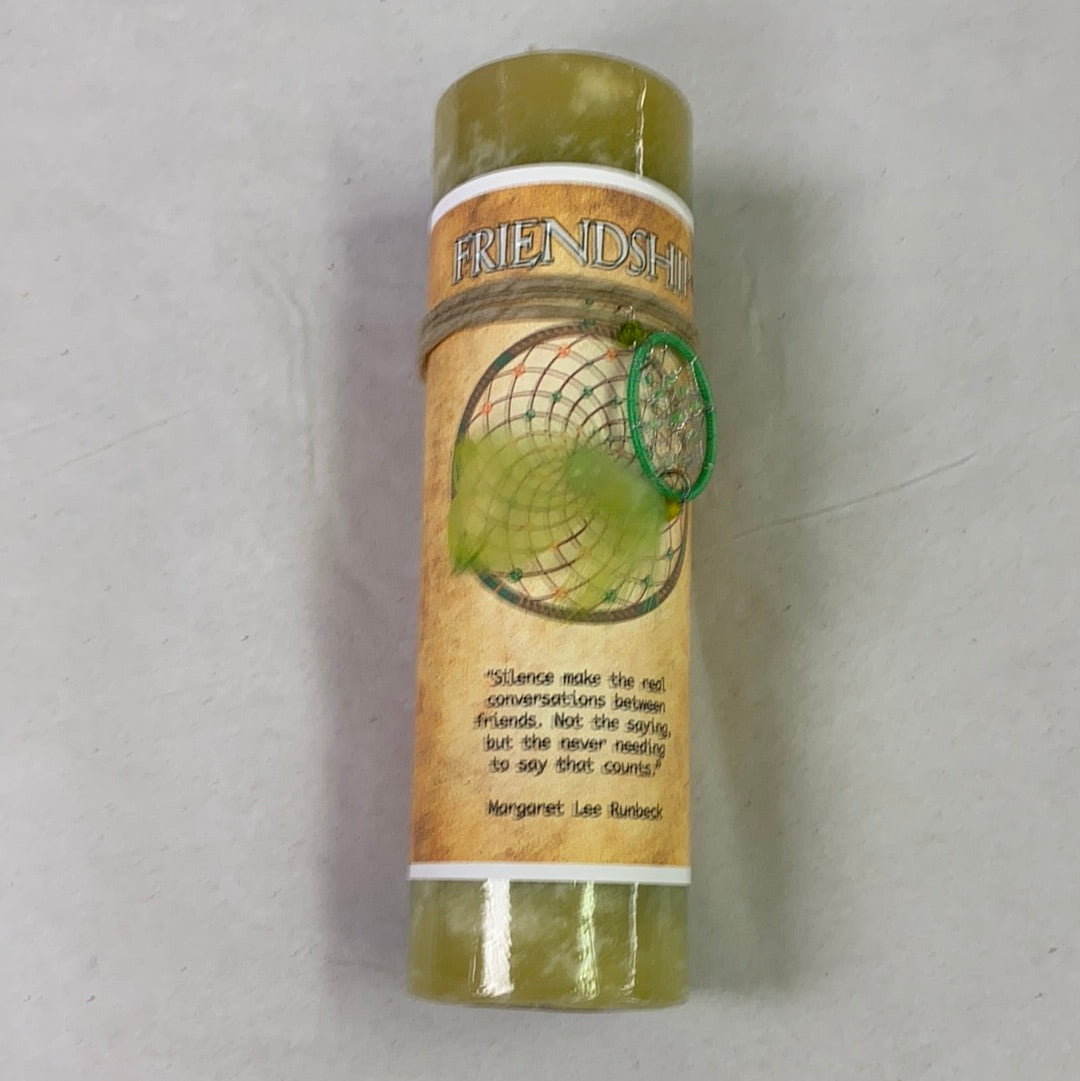 FRIENDSHIP
"Silence make the real
conversations between
friends. Not the saying,
but the never needing
to say that counts."
Margaret Lee Runbeck